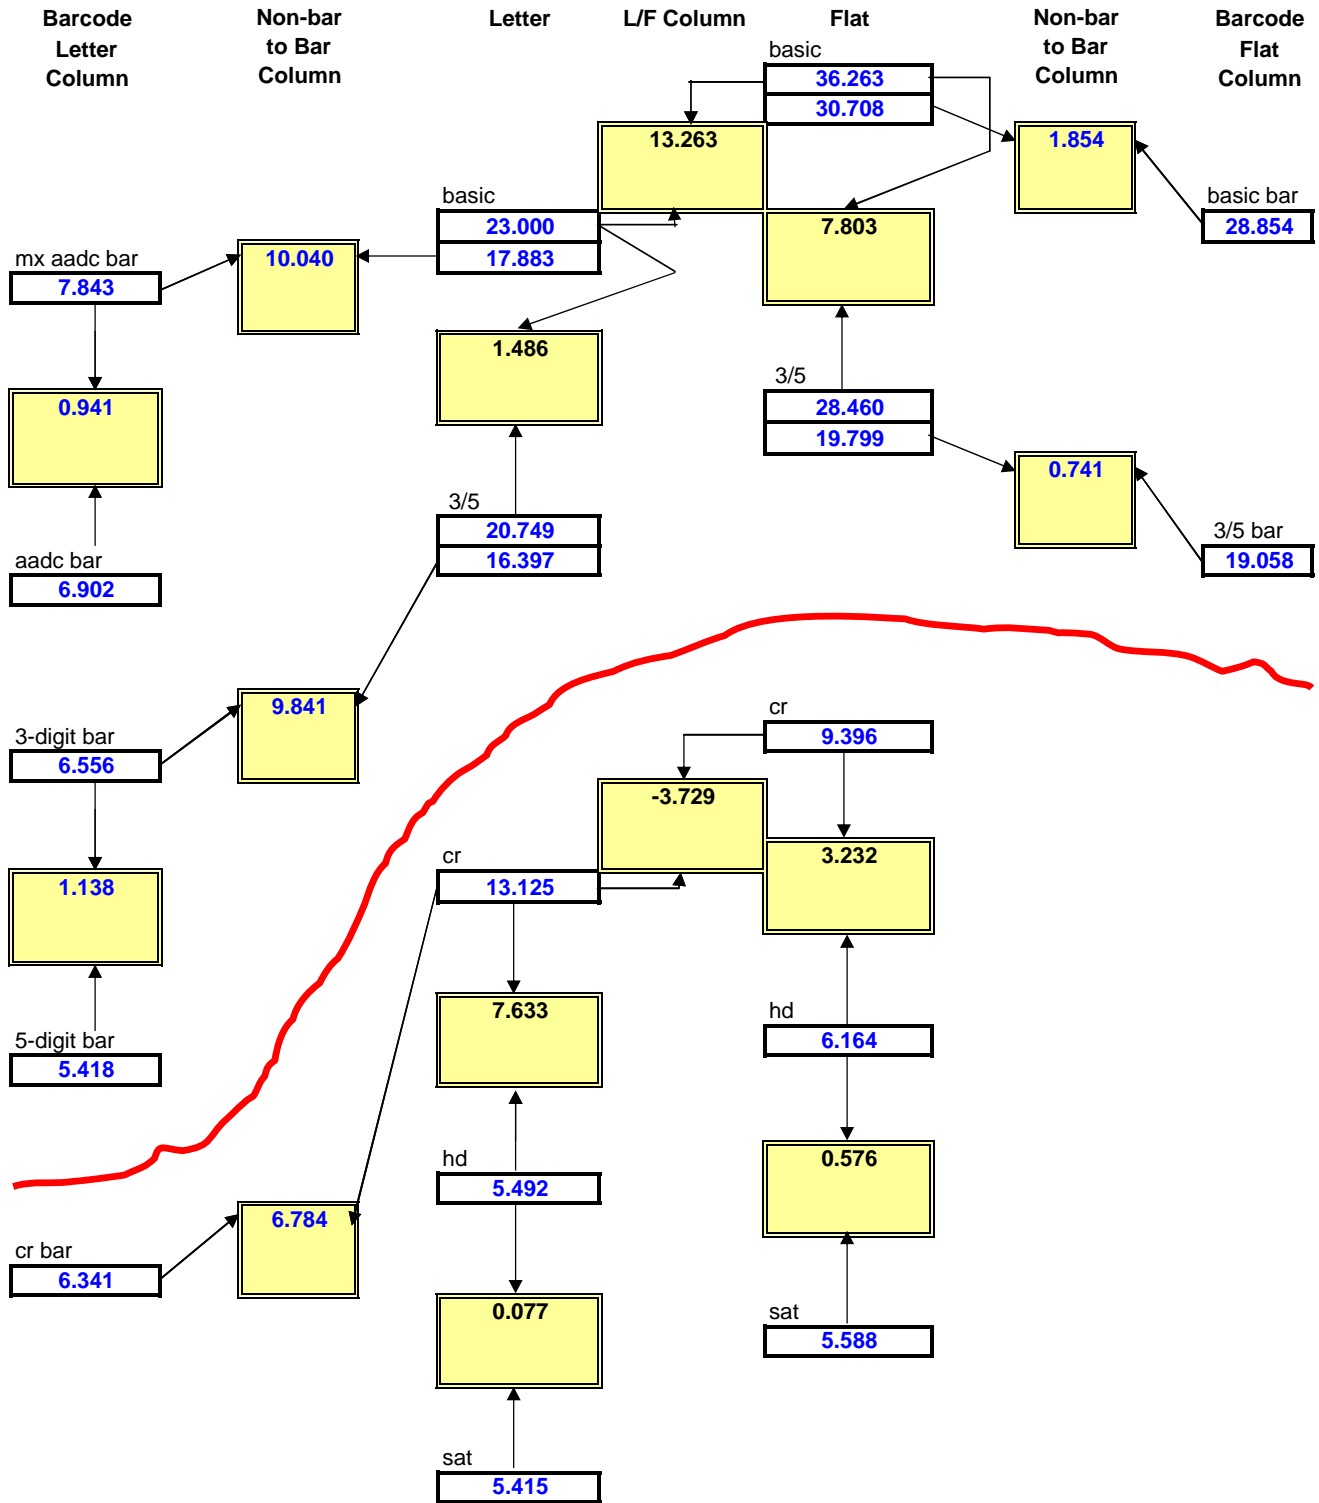 Barcode Letter Column
Non-bar to Bar Column
Letter
L/F Column
Flat
Non-bar to Bar Column
Barcode Flat Column
basic
36.263
30.708
13.263
1.854
basic
basic bar
23.000
7.803
28.854
17.883
mx aadc bar
10.040
7.843
1.486
3/5
0.941
28.460
19.799
0.741
3/5
20.749
3/5 bar
aadc bar
16.397
19.058
6.902
9.841
cr
3-digit bar
9.396
6.556
-3.729
3.232
cr
1.138
13.125
7.633
hd
5-digit bar
6.164
5.418
hd
0.576
5.492
6.784
cr bar
6.341
0.077
sat
5.588
sat
5.415